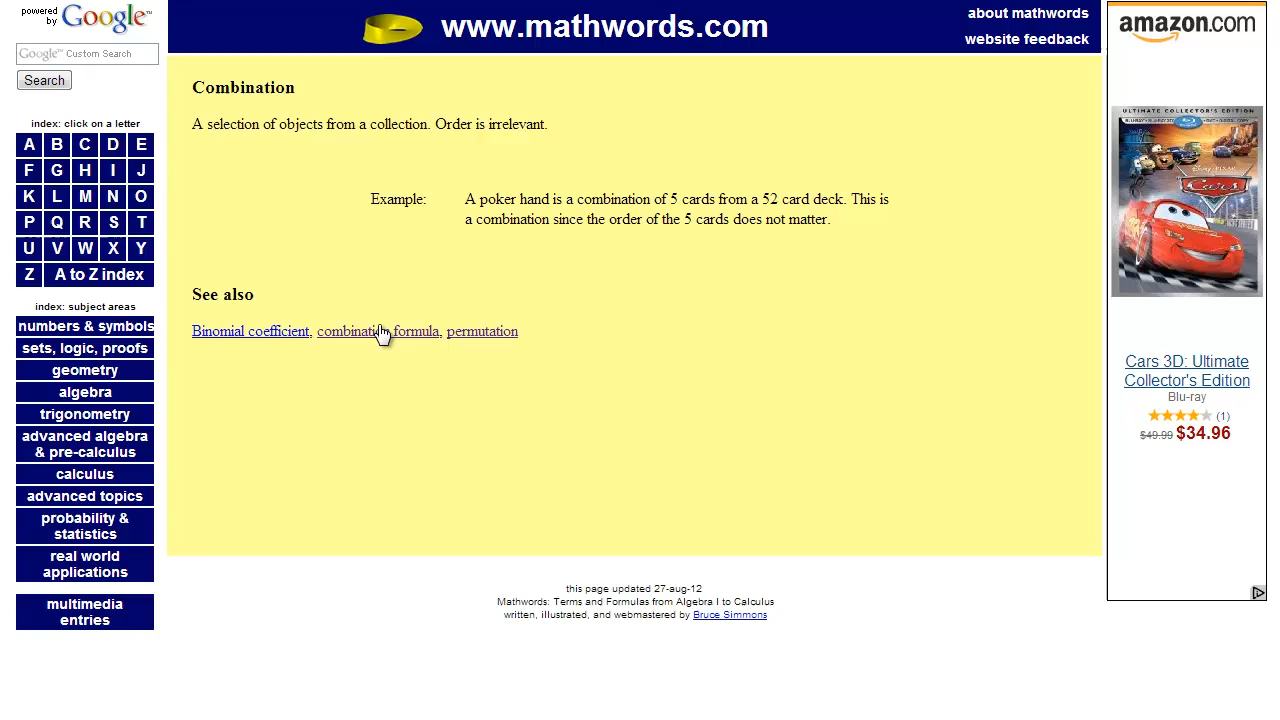 powered by Google™
Google™ Custom Search
Search
index: click on a letter
A B C D E
F G H I J
K L M N O
P Q R S T
U V W X Y
Z A to Z index
index: subject areas
numbers & symbols
sets, logic, proofs
geometry
algebra
trigonometry
advanced algebra
& pre-calculus
calculus
advanced topics
probability &
statistics
real world
applications
multimedia
entries
www.mathwords.com
about mathwords
website feedback
Combination
A selection of objects from a collection. Order is irrelevant.
Example: A poker hand is a combination of 5 cards from a 52 card deck. This is
a combination since the order of the 5 cards does not matter.
See also
Binomial coefficient, combination formula, permutation
this page updated 27-aug-12
Mathwords: Terms and Formulas from Algebra I to Calculus
written, illustrated, and webmastered by Bruce Simmons
amazon.com
ULTIMATE COLLECTOR'S EDITION
Disney PIXAR
Cars
Cars 3D: Ultimate
Collector's Edition
Blu-ray
(1)
$49.99 $34.96